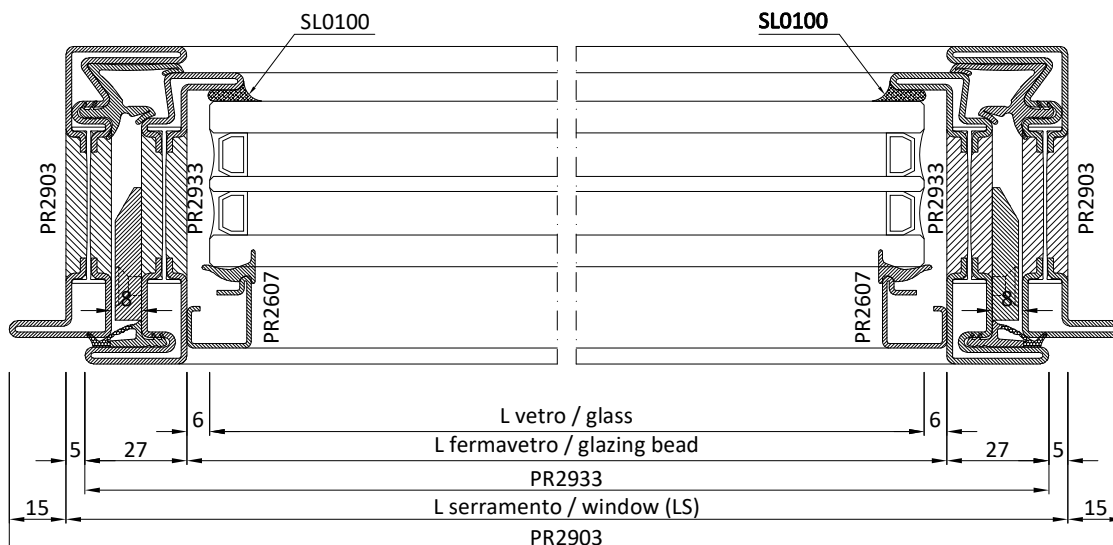 SL0100
SL0100
PR2903
PR2933
PR2933
PR2903
PR2607
PR2607
8
8
6
L vetro / glass
6
5
27
L fermavetro / glazing bead
27
5
PR2933
15
L serramento / window (LS)
15
PR2903